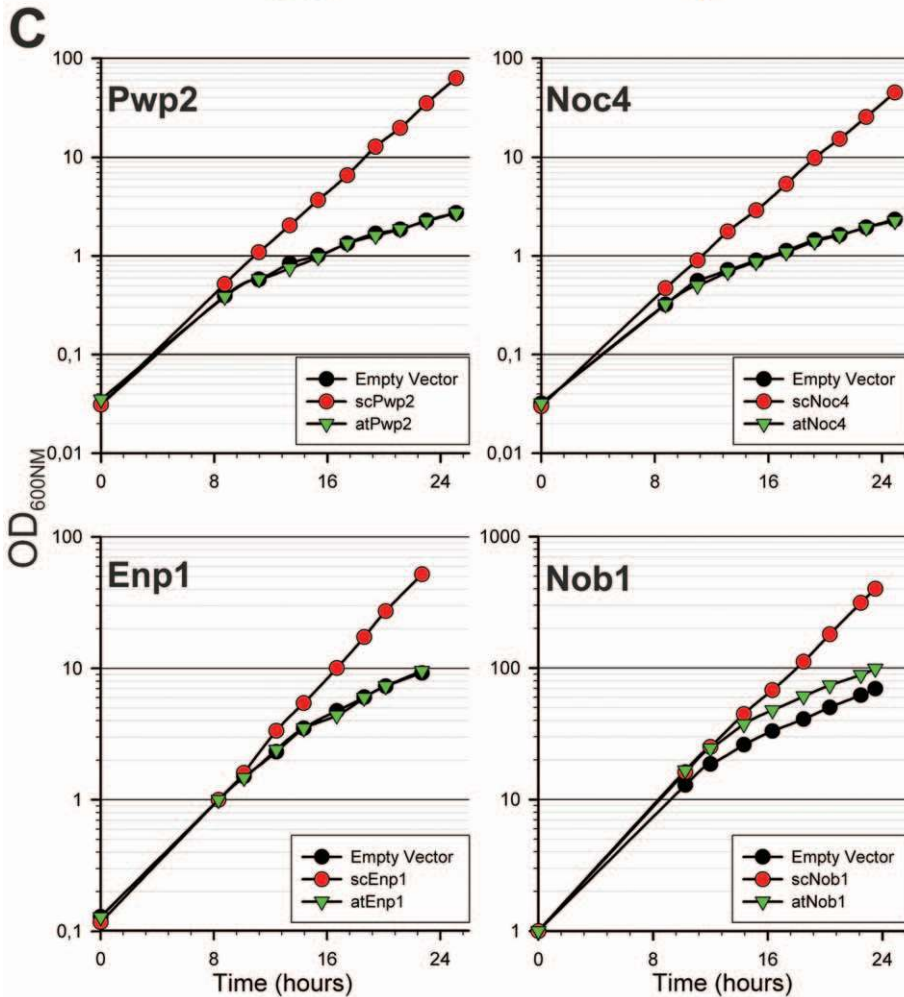 C
Pwp2
100
10
1
0,1
0,01
0
8
16
24
Empty Vector
scPwp2
atPwp2
Noc4
100
10
1
0,1
0,01
0
8
16
24
Empty Vector
scNoc4
atNoc4
OD600NM
Enp1
100
10
1
0,1
0
8
16
24
Time (hours)
Empty Vector
scEnp1
atEnp1
Nob1
1000
100
10
1
0
8
16
24
Time (hours)
Empty Vector
scNob1
atNob1